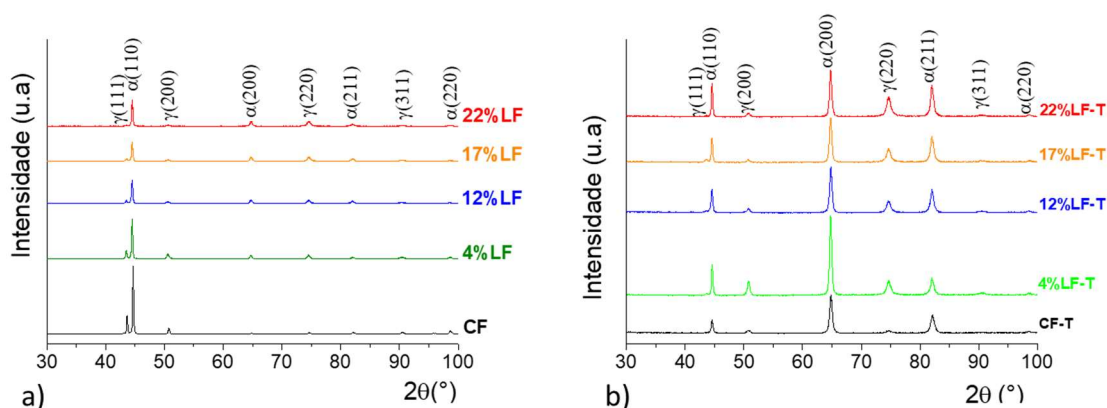 Intensidade (u.a)
γ(111)
α(110)
γ(200)
α(200)
γ(220)
α(211)
γ(311)
α(220)
22% LF
17% LF
12% LF
4% LF
CF
30 40 50 60 70 80 90 100
2θ(°)
a)
Intensidade (u.a)
γ(111)
α(110)
γ(200)
α(200)
γ(220)
α(211)
γ(311)
α(220)
22%LF-T
17%LF-T
12%LF-T
4%LF-T
CF-T
30 40 50 60 70 80 90 100
2θ (°)
b)